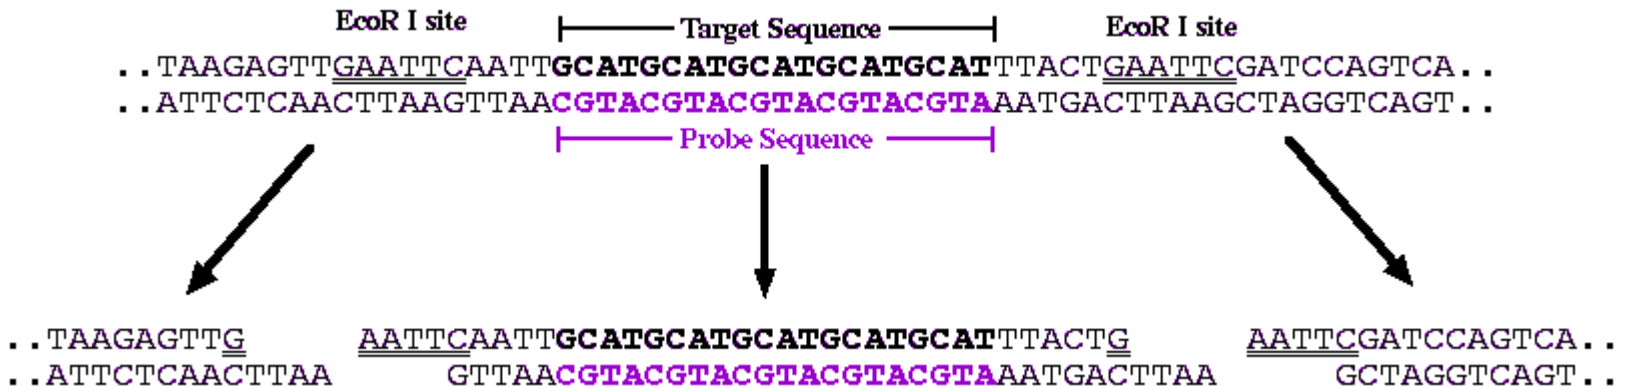 EcoR I site Target Sequence EcoR I site
..TAAGAGTTGAATTCAATTGCATGCATGCATGCATGCATTTACTGAATTCGATCCAGTCA..
..ATTCTCAACTTAAGTTAACGTACGTACGTACGTACGTAAATGACTTAAGCTAGGTCAGT..
Probe Sequence
..TAAGAGTTG AATTCAATTGCATGCATGCATGCATGCATTTACTG AATTCGATCCAGTCA..
..ATTCTCAACTTAA GTTAACGTACGTACGTACGTACGTAAATGACTTAA GCTAGGTCAGT..